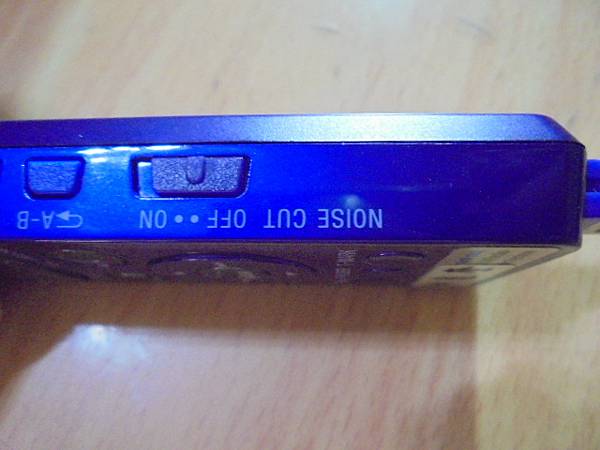 NOISE CUT OFF •• ON
A-B